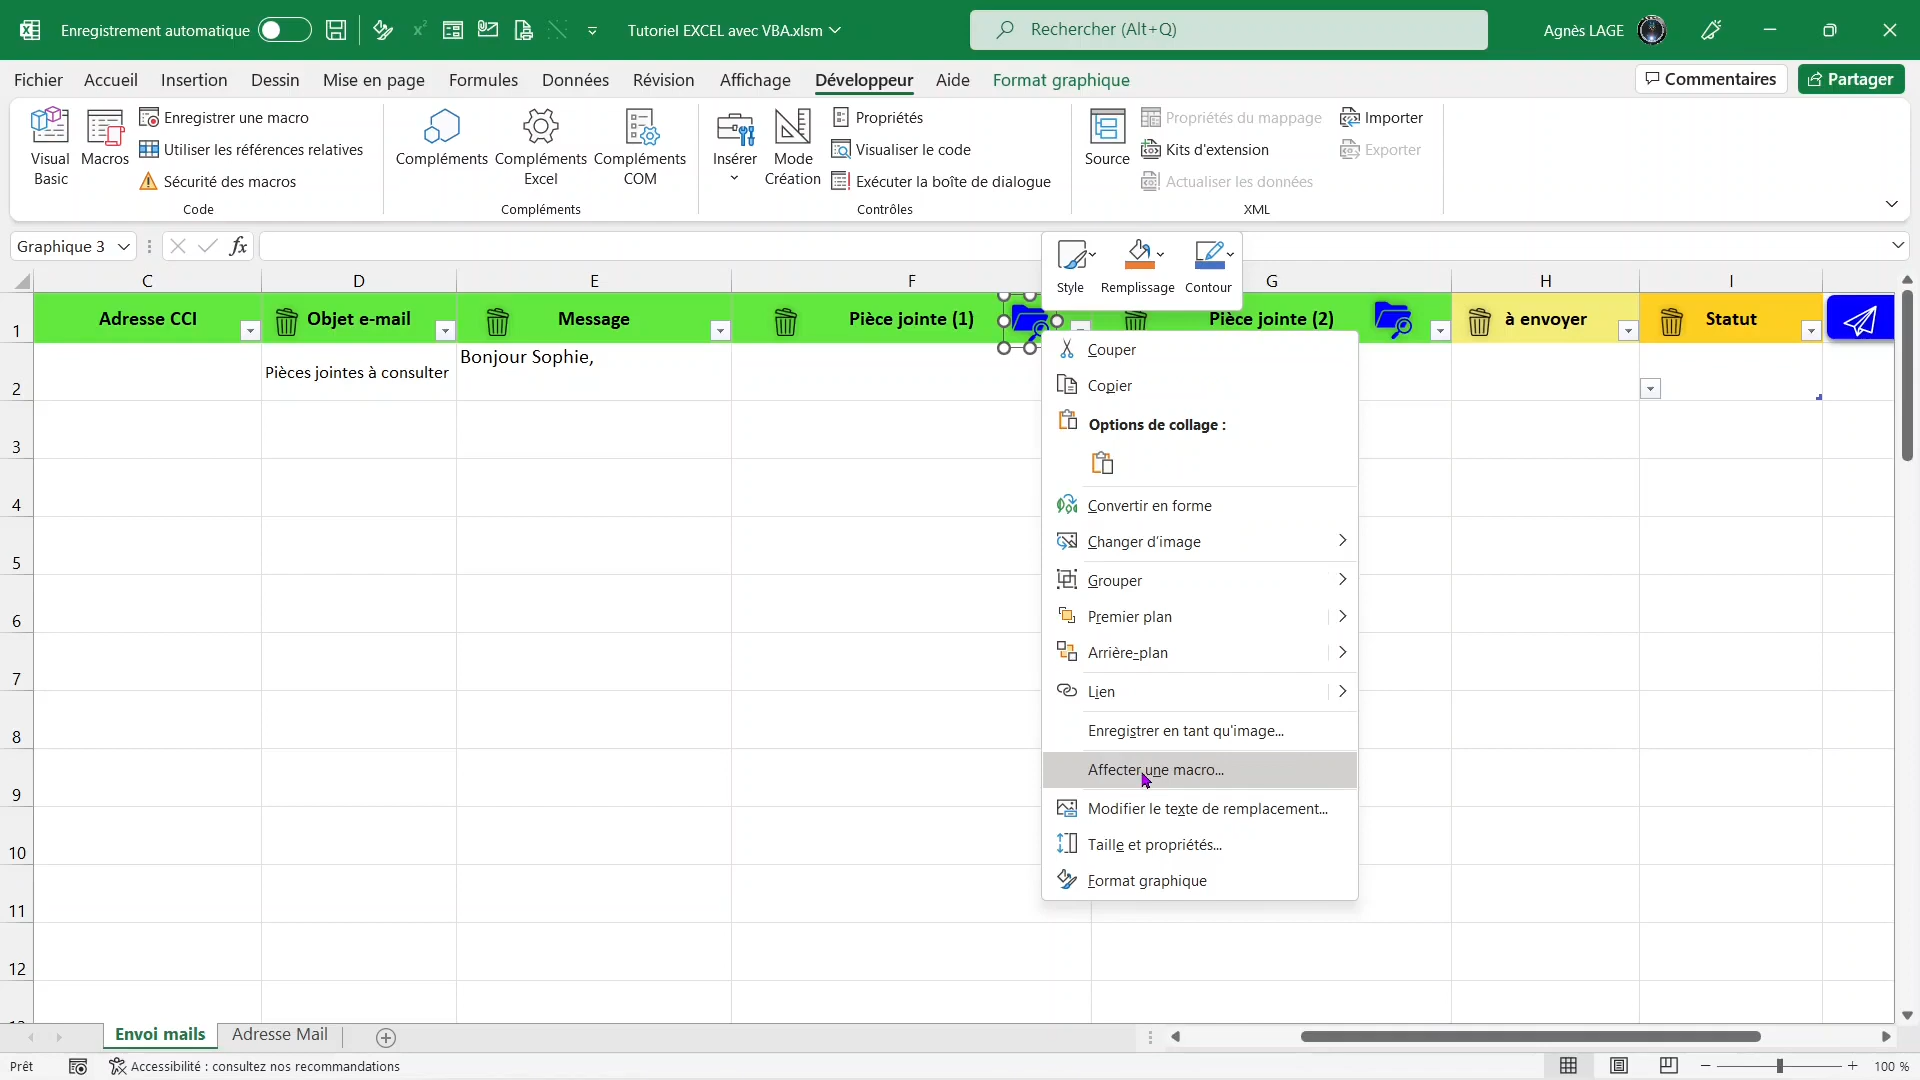 Enregistrement automatique
Tutoriel EXCEL avec VBA.xlsm
Rechercher (Alt+Q)
Agnès LAGE
Fichier Accueil Insertion Dessin Mise en page Formules Données Révision Affichage Développeur Aide Format graphique
Commentaires
Partager
Visual Basic
Macros
Enregistrer une macro
Utiliser les références relatives
Sécurité des macros
Code
Compléments
Compléments Excel
Compléments COM
Compléments
Insérer
Mode Création
Propriétés
Visualiser le code
Exécuter la boîte de dialogue
Contrôles
Source
Propriétés du mappage
Kits d'extension
Actualiser les données
Importer
Exporter
XML
Graphique 3
fx
Style
Remplissage
Contour
C D E F G H I
1 Adresse CCI Objet e-mail Message Pièce jointe (1) Pièce jointe (2) à envoyer Statut
2 Pièces jointes à consulter Bonjour Sophie,
3
4
5
6
7
8
9
10
11
12
Couper
Copier
Options de collage :
Convertir en forme
Changer d'image
Grouper
Premier plan
Arrière-plan
Lien
Enregistrer en tant qu'image...
Affecter une macro...
Modifier le texte de remplacement...
Taille et propriétés...
Format graphique
Envoi mails
Adresse Mail
Prêt
Accessibilité : consultez nos recommandations
100 %